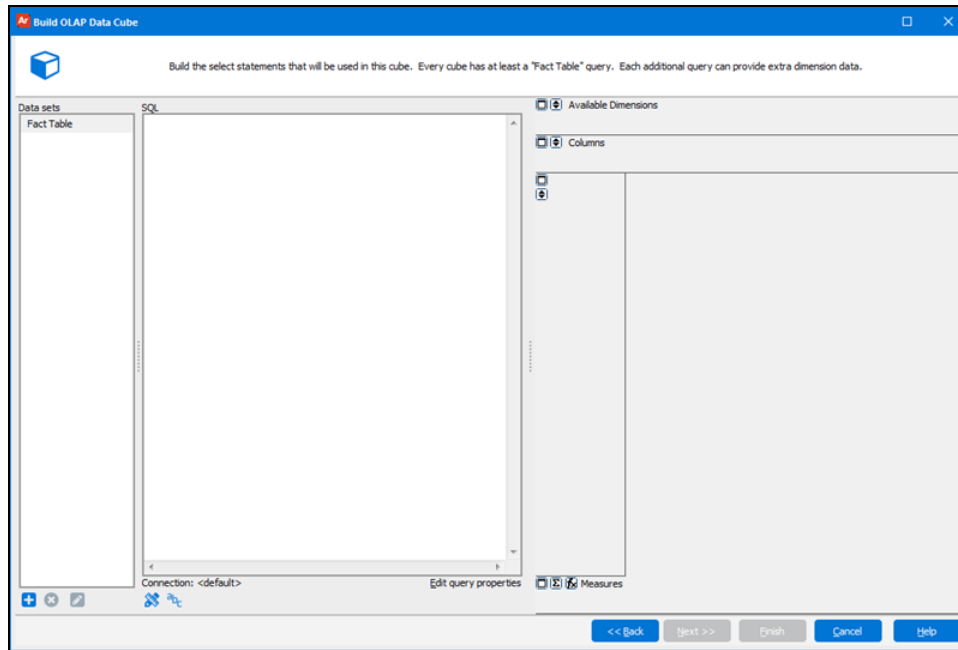 Ar Build OLAP Data Cube
Build the select statements that will be used in this cube. Every cube has at least a "Fact Table" query. Each additional query can provide extra dimension data.
Data sets
SQL
Available Dimensions
Fact Table
Columns
Connection: <default>
Edit query properties
Σ fx Measures
abc
<< Back
Next >>
Finish
Cancel
Help